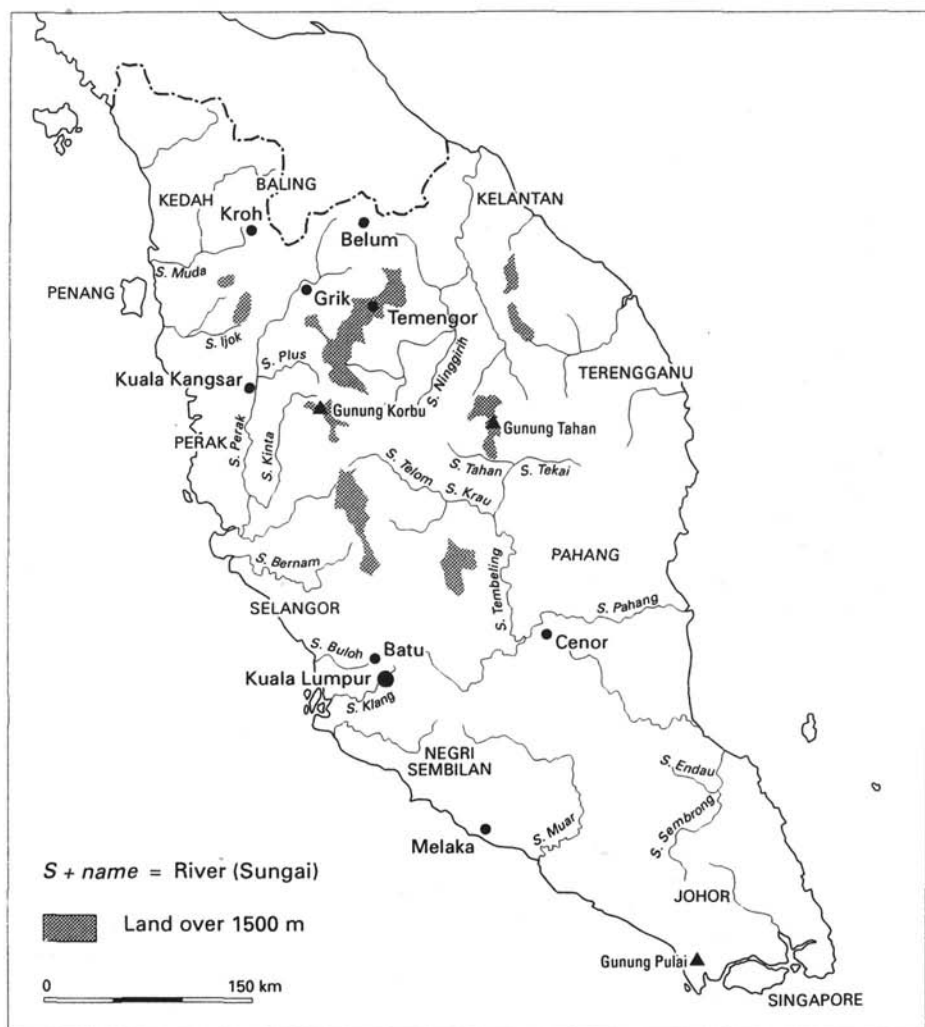 BALING
KEDAH
KELANTAN
Kroh
Belum
S. Muda
PENANG
Grik
Temengor
S. Ijok
S. Plus
S. Ninggirih
TERENGGANU
Kuala Kangsar
Gunung Korbu
Gunung Tahan
PERAK
S. Perak
S. Kinta
S. Telom
S. Tahan
S. Tekai
S. Krau
S. Bernam
PAHANG
S. Tembeling
SELANGOR
S. Pahang
Cenor
S. Buloh
Batu
Kuala Lumpur
S. Klang
NEGRI
SEMBILAN
S. Endau
S. Sembrong
S. Muar
Melaka
S + name = River (Sungai)
JOHOR
Land over 1500 m
Gunung Pulai
0 150 km
SINGAPORE